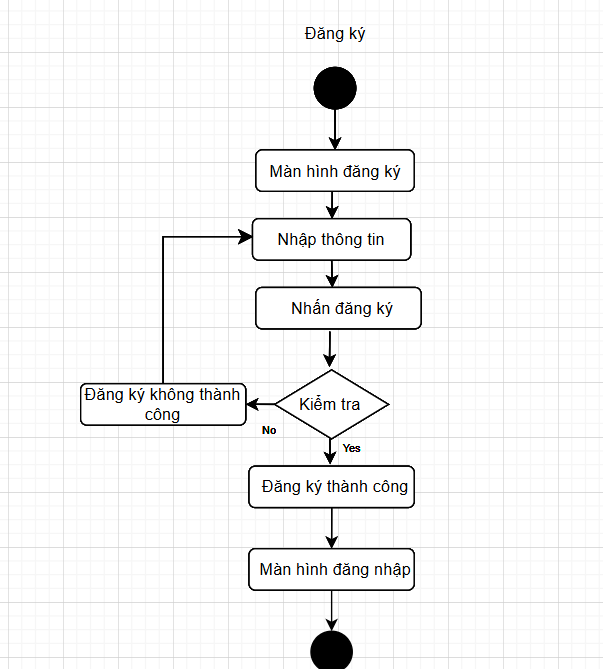 Đăng ký
Màn hình đăng ký
Nhập thông tin
Nhấn đăng ký
Đăng ký không thành
công
Kiểm tra
No
Yes
Đăng ký thành công
Màn hình đăng nhập